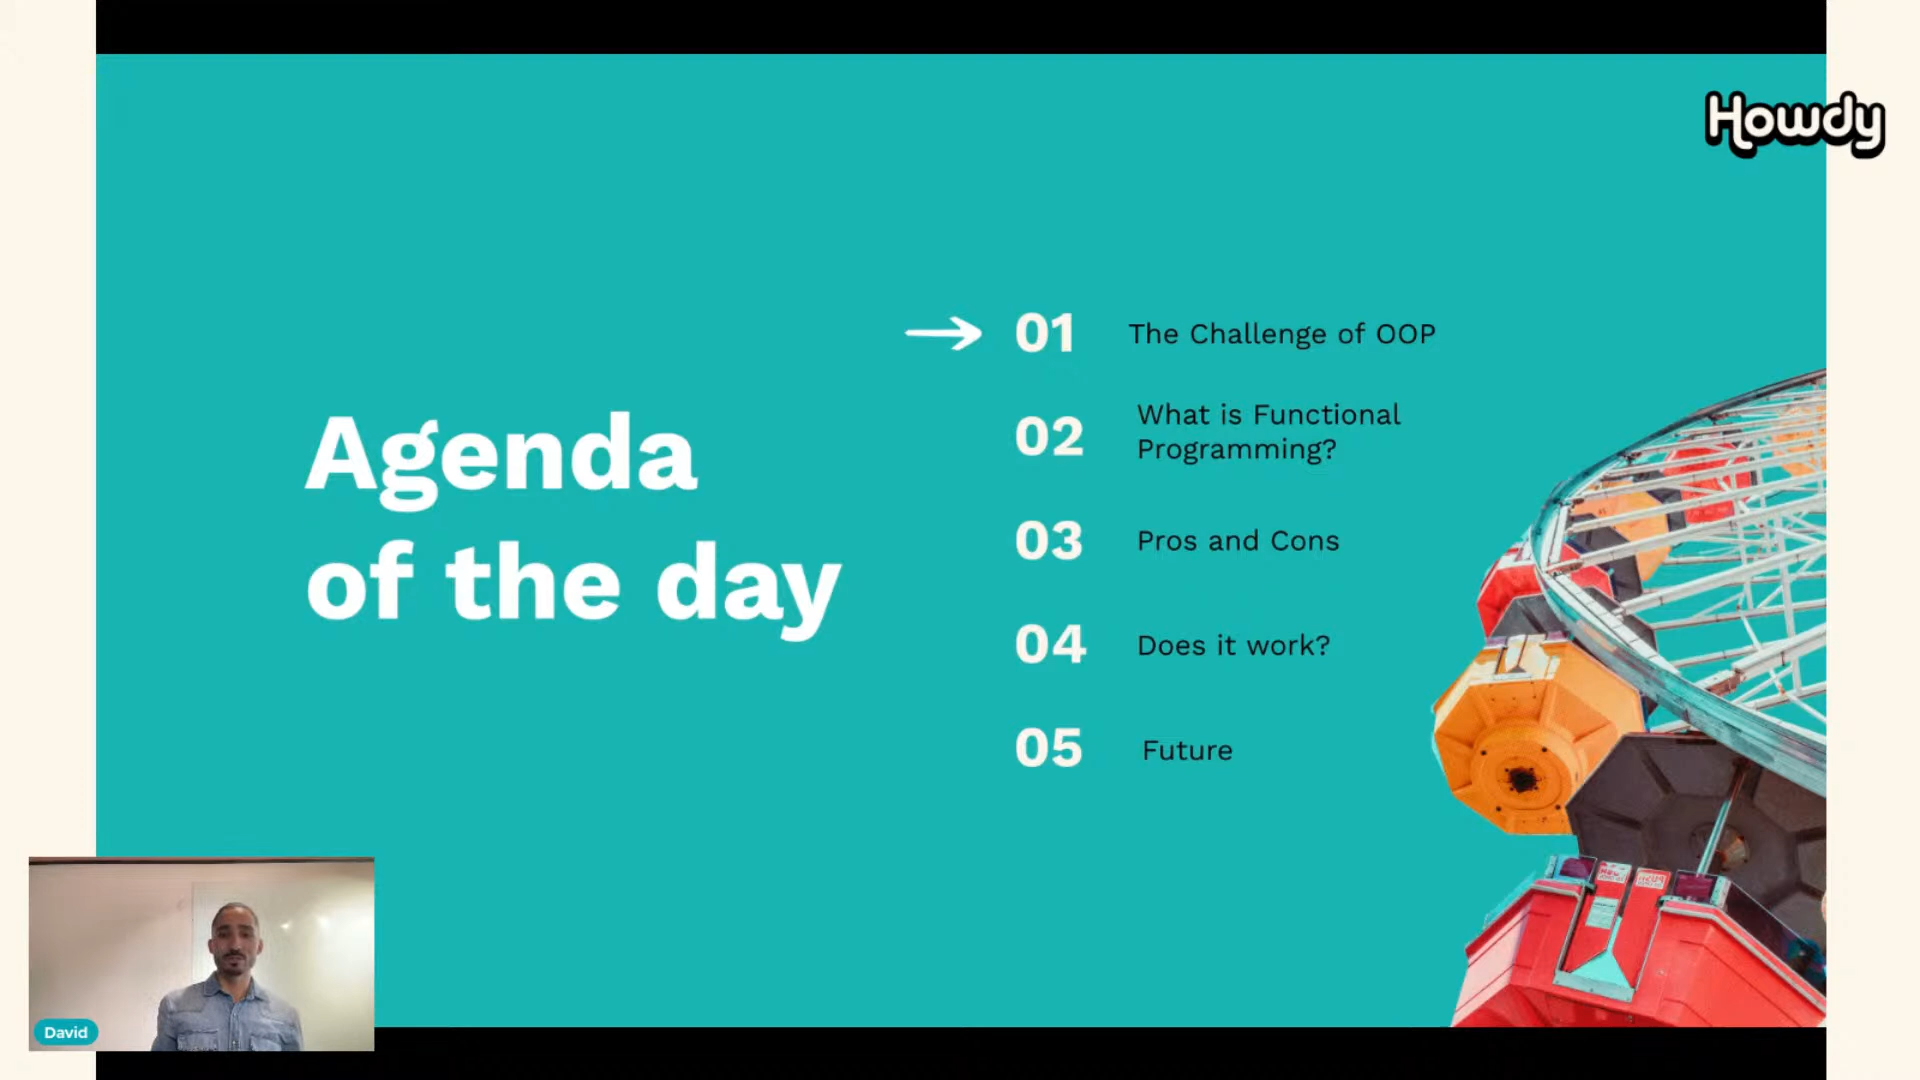 Howdy
Agenda
of the day
01 The Challenge of OOP
02 What is Functional
Programming?
03 Pros and Cons
04 Does it work?
05 Future
David